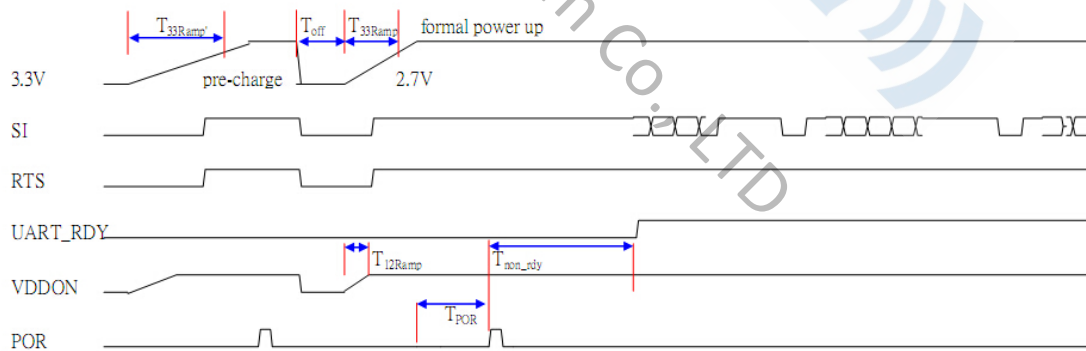 T33Ramp' Toff T33Ramp formal power up
3.3V pre-charge 2.7V
SI
RTS
UART_RDY
T12Ramp Tnon_rdy
VDDON
TPOR
POR
Co., LTD